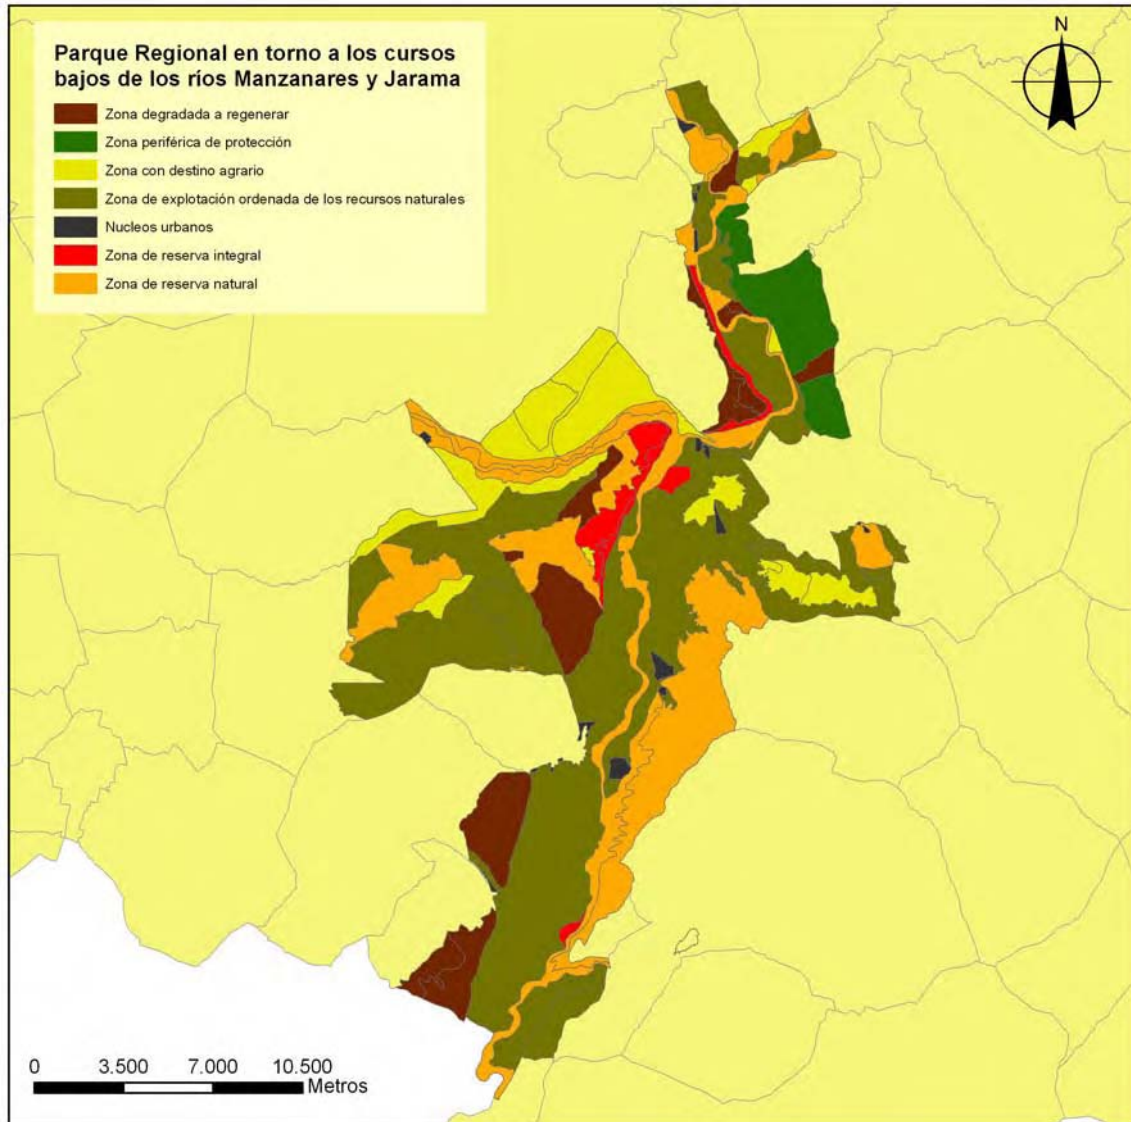 Parque Regional en torno a los cursos
bajos de los ríos Manzanares y Jarama
Zona degradada a regenerar
Zona periférica de protección
Zona con destino agrario
Zona de explotación ordenada de los recursos naturales
Nucleos urbanos
Zona de reserva integral
Zona de reserva natural
N
0 3.500 7.000 10.500
Metros